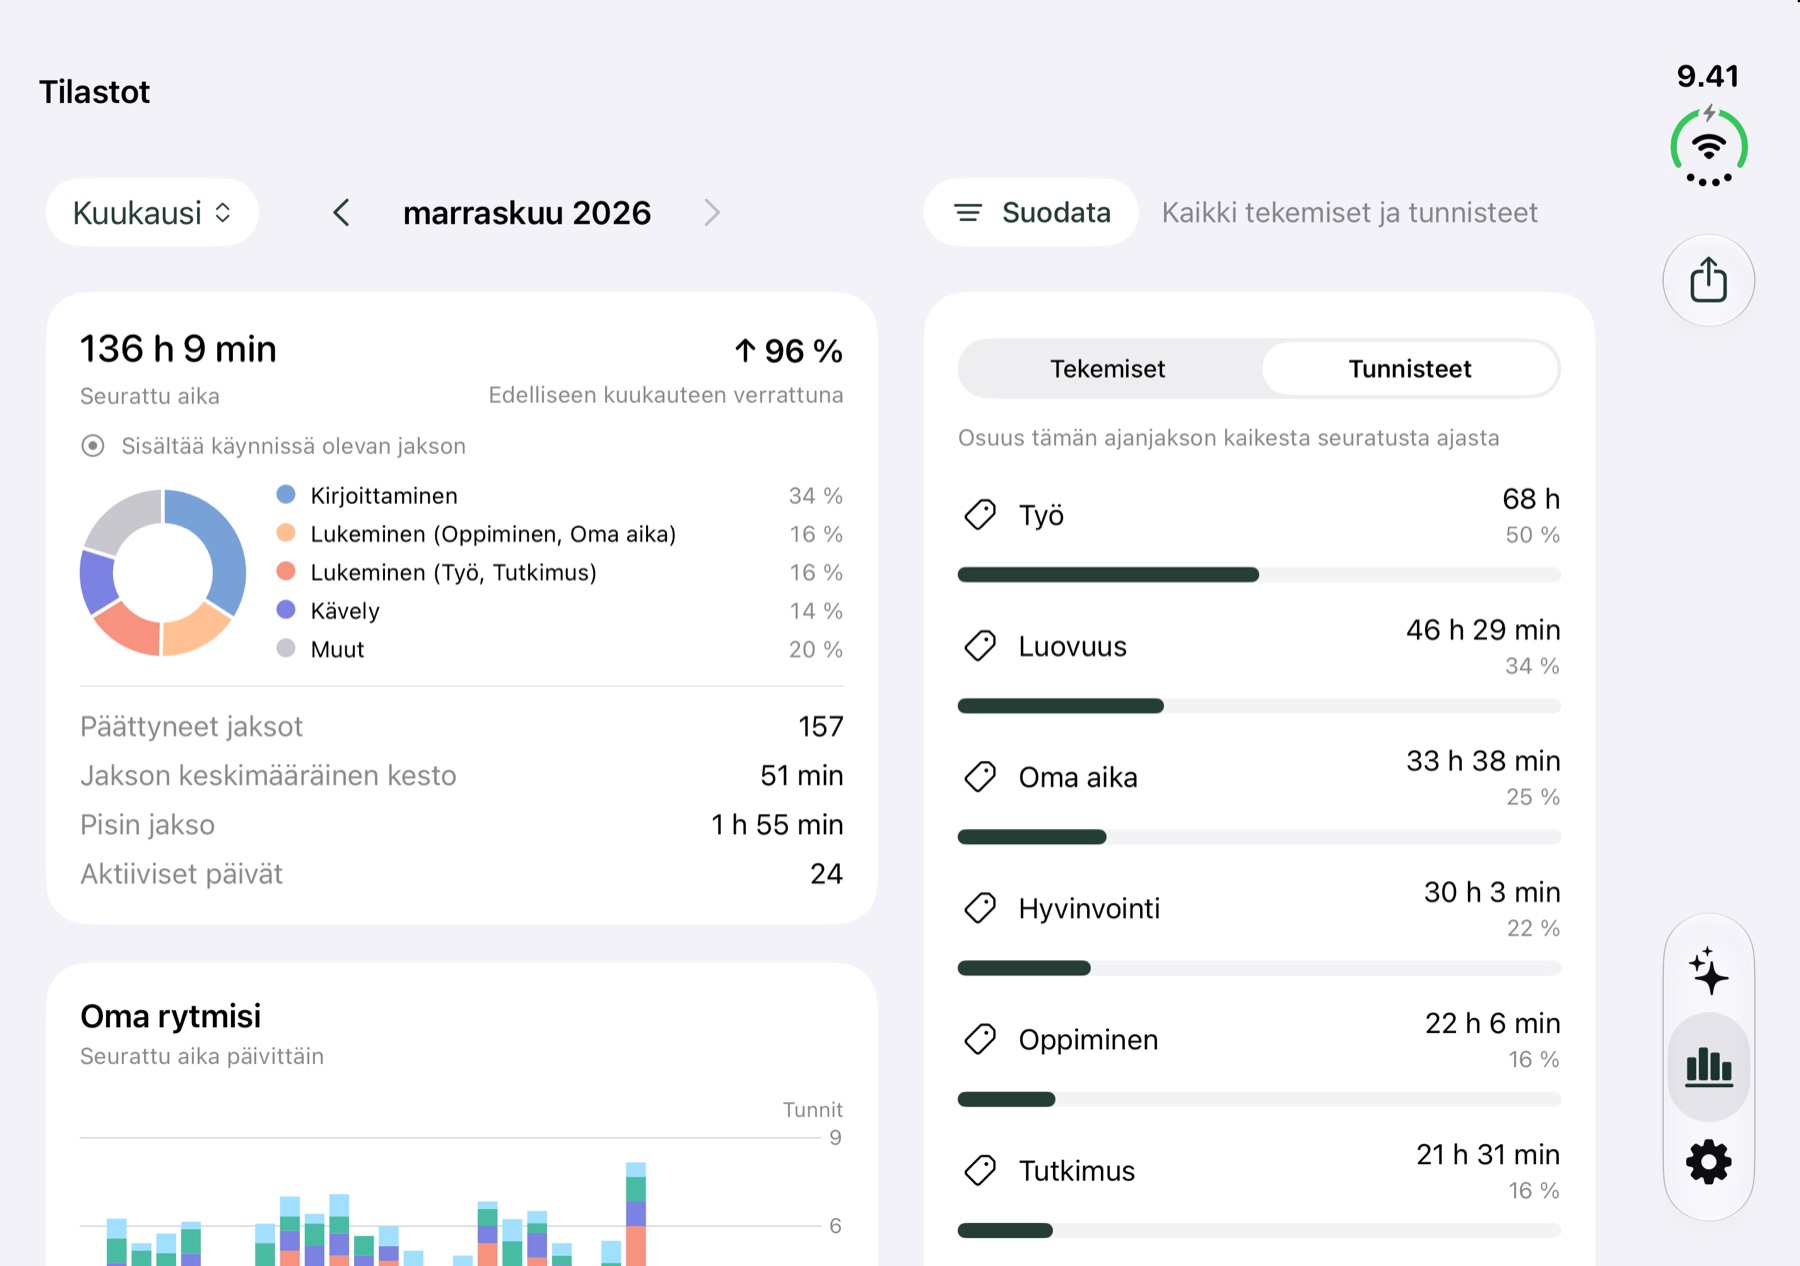 Tilastot
9.41
Kuukausi
marraskuu 2026
Suodata
Kaikki tekemiset ja tunnisteet
136 h 9 min
↑ 96 %
Seurattu aika
Edelliseen kuukauteen verrattuna
Sisältää käynnissä olevan jakson
Kirjoittaminen 34 %
Lukeminen (Oppiminen, Oma aika) 16 %
Lukeminen (Työ, Tutkimus) 16 %
Kävely 14 %
Muut 20 %
Päättyneet jaksot 157
Jakson keskimääräinen kesto 51 min
Pisin jakso 1 h 55 min
Aktiiviset päivät 24
Oma rytmisi
Seurattu aika päivittäin
Tunnit
9
6
Tekemiset
Tunnisteet
Osuus tämän ajanjakson kaikesta seuratusta ajasta
Työ
68 h
50 %
Luovuus
46 h 29 min
34 %
Oma aika
33 h 38 min
25 %
Hyvinvointi
30 h 3 min
22 %
Oppiminen
22 h 6 min
16 %
Tutkimus
21 h 31 min
16 %